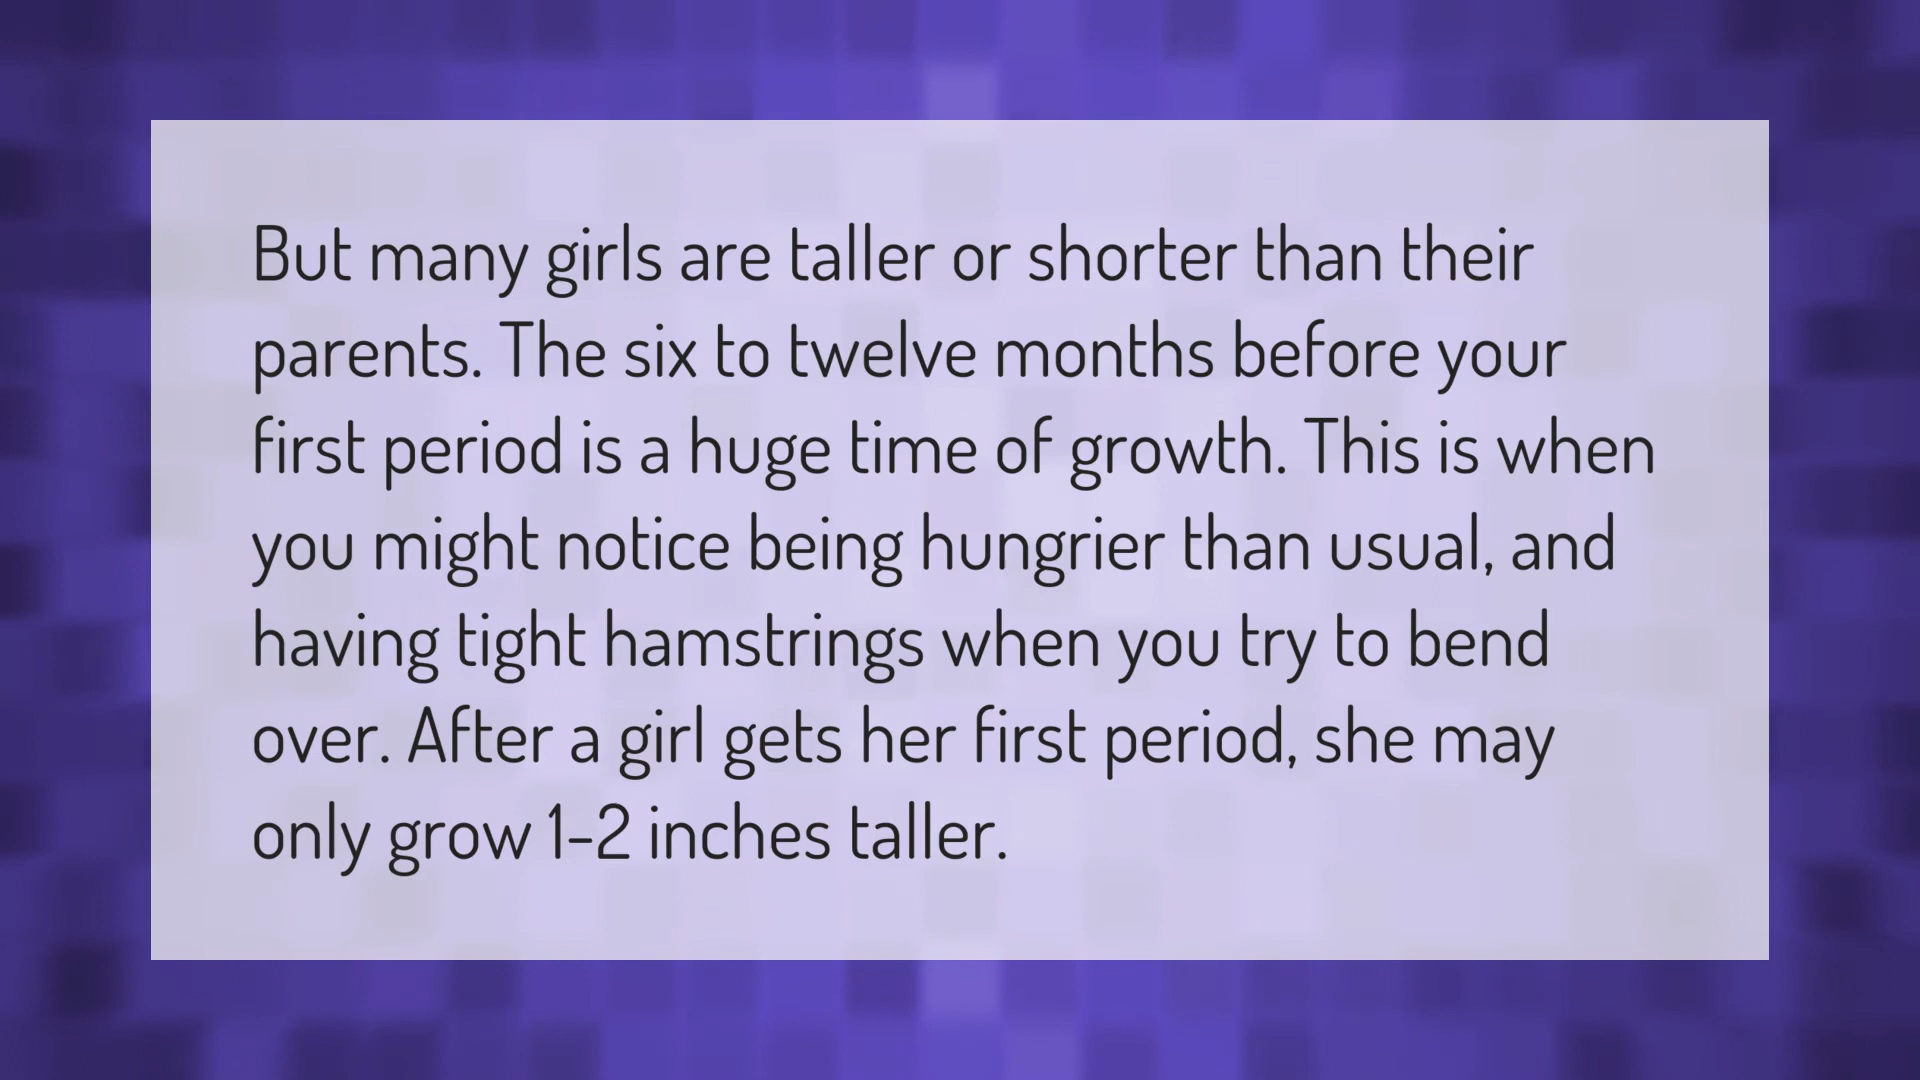 But many girls are taller or shorter than their
parents. The six to twelve months before your
first period is a huge time of growth. This is when
you might notice being hungrier than usual, and
having tight hamstrings when you try to bend
over. After a girl gets her first period, she may
only grow 1-2 inches taller.